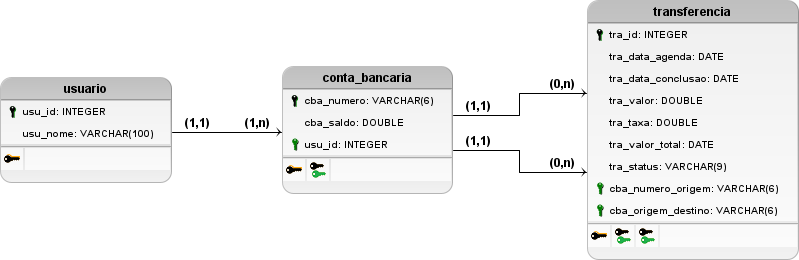 usuario
usu_id: INTEGER
usu_nome: VARCHAR(100)
(1,1)
(1,n)
conta_bancaria
cba_numero: VARCHAR(6)
cba_saldo: DOUBLE
usu_id: INTEGER
(1,1)
(0,n)
(1,1)
(0,n)
transferencia
tra_id: INTEGER
tra_data_agenda: DATE
tra_data_conclusao: DATE
tra_valor: DOUBLE
tra_taxa: DOUBLE
tra_valor_total: DATE
tra_status: VARCHAR(9)
cba_numero_origem: VARCHAR(6)
cba_origem_destino: VARCHAR(6)